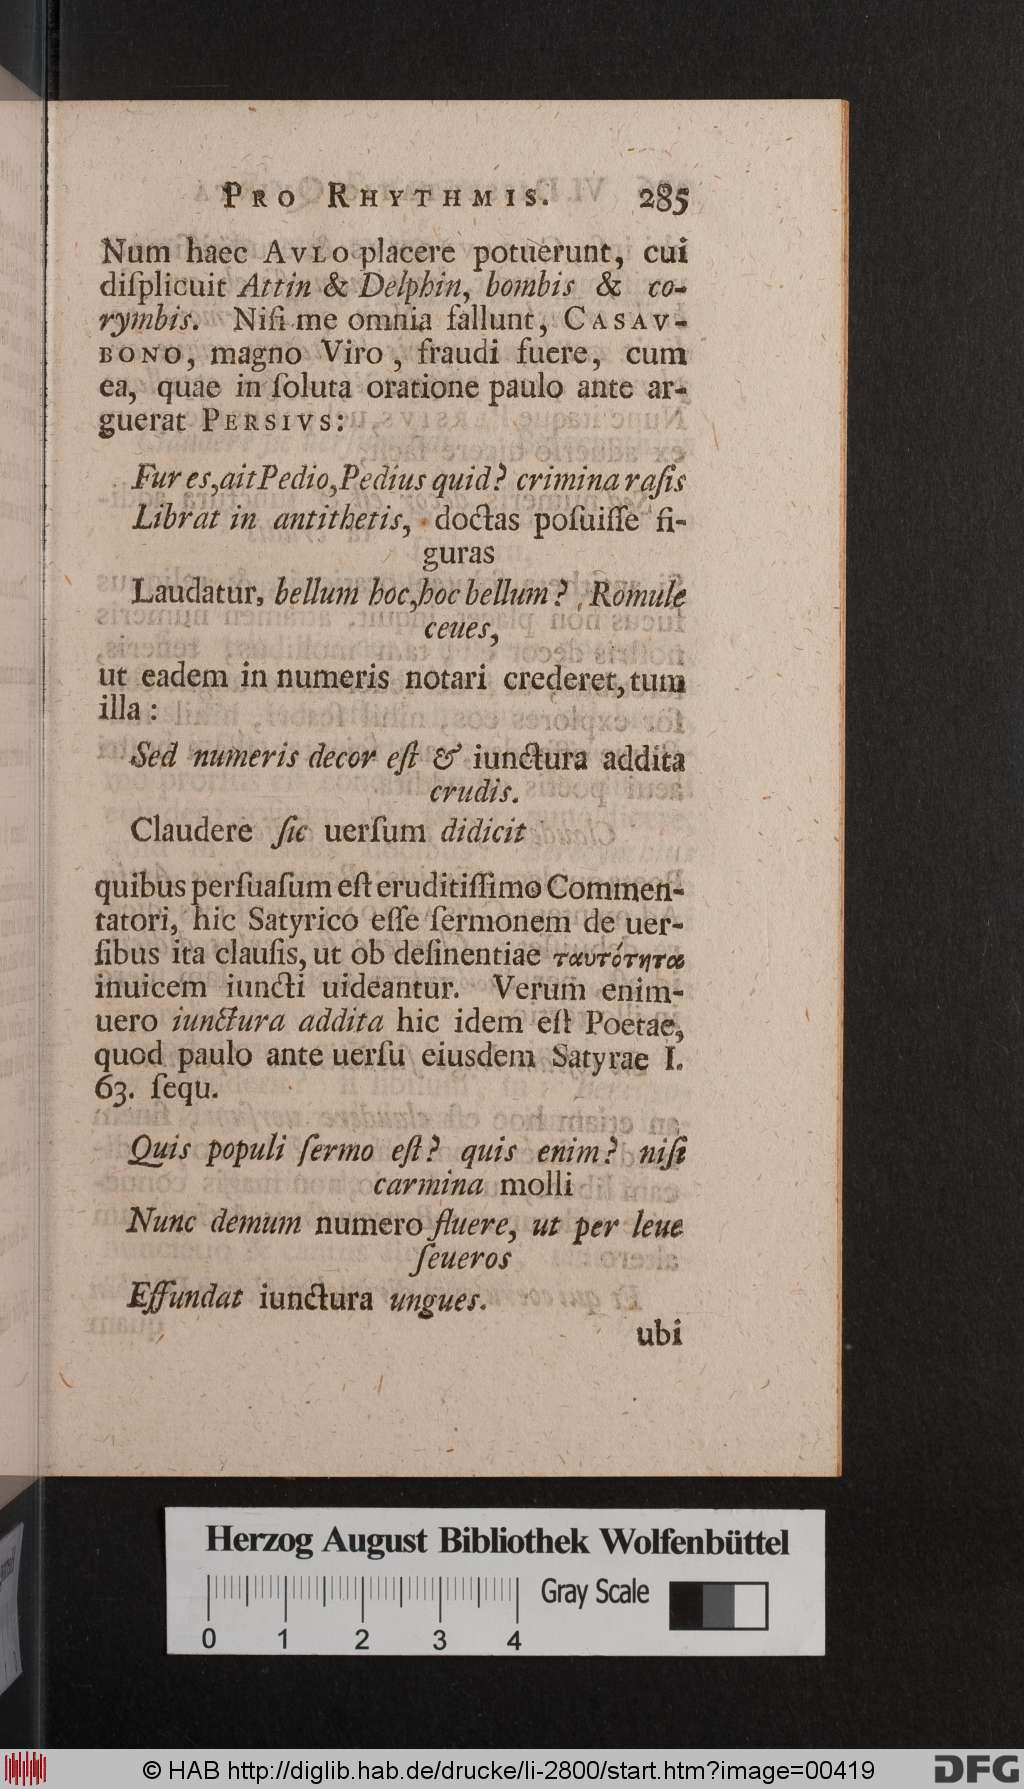 PRO RHYTHMIS. 285
Num haec AVLO placere potuerunt, cui
diſplicuit Attin & Delphin, bombis & co-
rymbis. Niſi me omnia fallunt, CASAV-
BONO, magno Viro, fraudi fuere, cum
ea, quae in ſoluta oratione paulo ante ar-
guerat PERSIVS:
Fur es, ait Pedio, Pedius quid? crimina raſis
Librat in antithetis, doctas poſuiſſe fi-
guras
Laudatur, bellum hoc, hoc bellum? Romule
ceues,
ut eadem in numeris notari crederet, tum
illa:
Sed numeris decor eſt & iunctura addita
crudis.
Claudere ſic uerſum didicit
quibus perſuaſum eſt eruditiſſimo Commen-
tatori, hic Satyrico eſſe ſermonem de uer-
ſibus ita clauſis, ut ob deſinentiae ταυτότητα
inuicem iuncti uideantur. Verum enim-
uero iunctura addita hic idem eſt Poetae,
quod paulo ante uerſu eiusdem Satyrae I.
63. ſequ.
Quis populi ſermo eſt? quis enim? niſi
carmina molli
Nunc demum numero fluere, ut per leue
ſeueros
Effundat iunctura ungues.
ubi
Herzog August Bibliothek Wolfenbüttel
Gray Scale
0 1 2 3 4
© HAB http://diglib.hab.de/drucke/li-2800/start.htm?image=00419
DFG